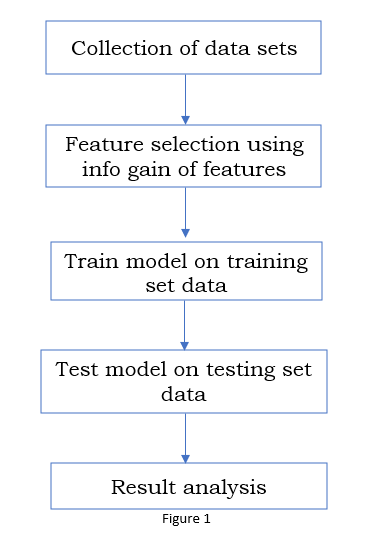 Collection of data sets
Feature selection using
info gain of features
Train model on training
set data
Test model on testing set
data
Result analysis
Figure 1